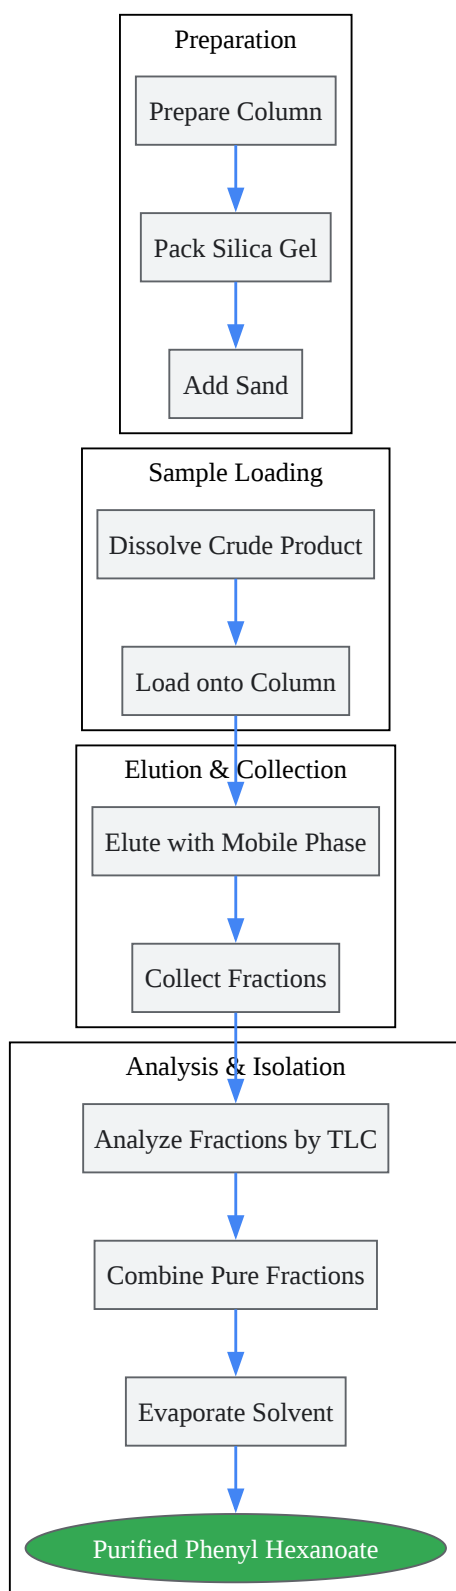 Preparation
Prepare Column
Pack Silica Gel
Add Sand
Sample Loading
Dissolve Crude Product
Load onto Column
Elution & Collection
Elute with Mobile Phase
Collect Fractions
Analysis & Isolation
Analyze Fractions by TLC
Combine Pure Fractions
Evaporate Solvent
Purified Phenyl Hexanoate